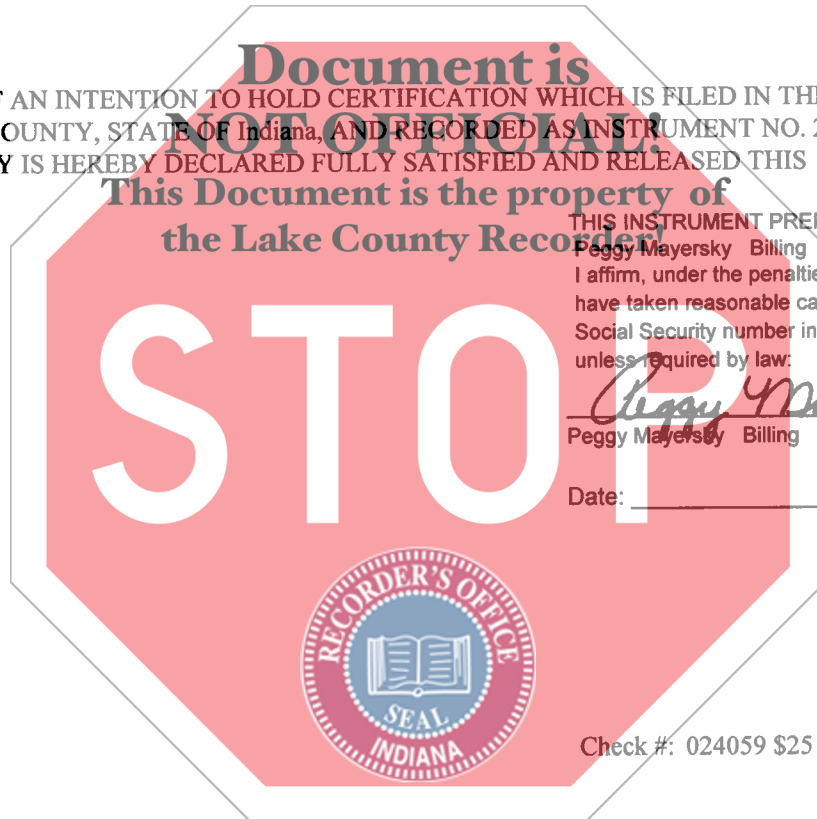 Document is
AN INTENTION TO HOLD CERTIFICATION WHICH IS FILED IN THE
OUNTY, STATE OF Indiana, AND RECORDED AS INSTRUMENT NO. 2
NOT OFFICIAL!
Y IS HEREBY DECLARED FULLY SATISFIED AND RELEASED THIS
This Document is the property of
the Lake County Recorder!
THIS INSTRUMENT PREP
Peggy Mayersky Billing
I affirm, under the penaltie
have taken reasonable ca
Social Security number in
unless required by law:
Peggy M
Peggy Mayersky Billing
Date:
STOP
RECORDER'S OFFICE
SEAL
INDIANA
Check #: 024059 $25